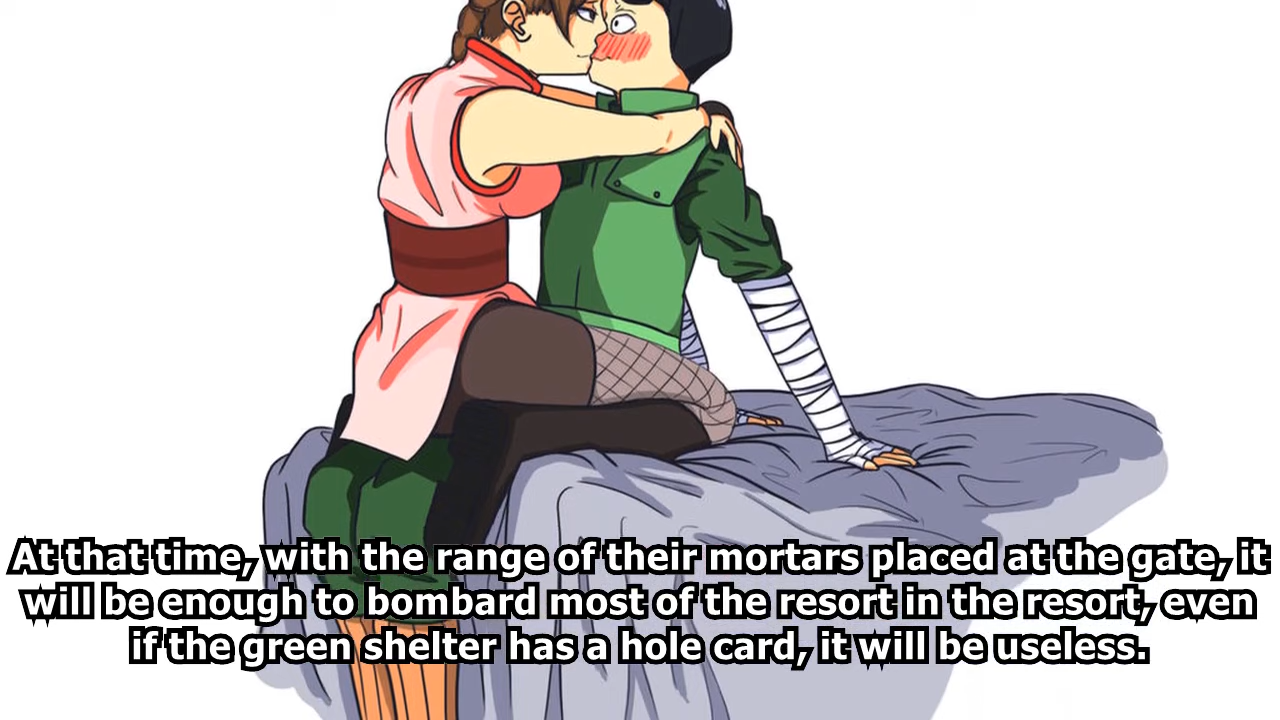 At that time, with the range of their mortars placed at the gate, it
will be enough to bombard most of the resort in the resort, even
if the green shelter has a hole card, it will be useless.